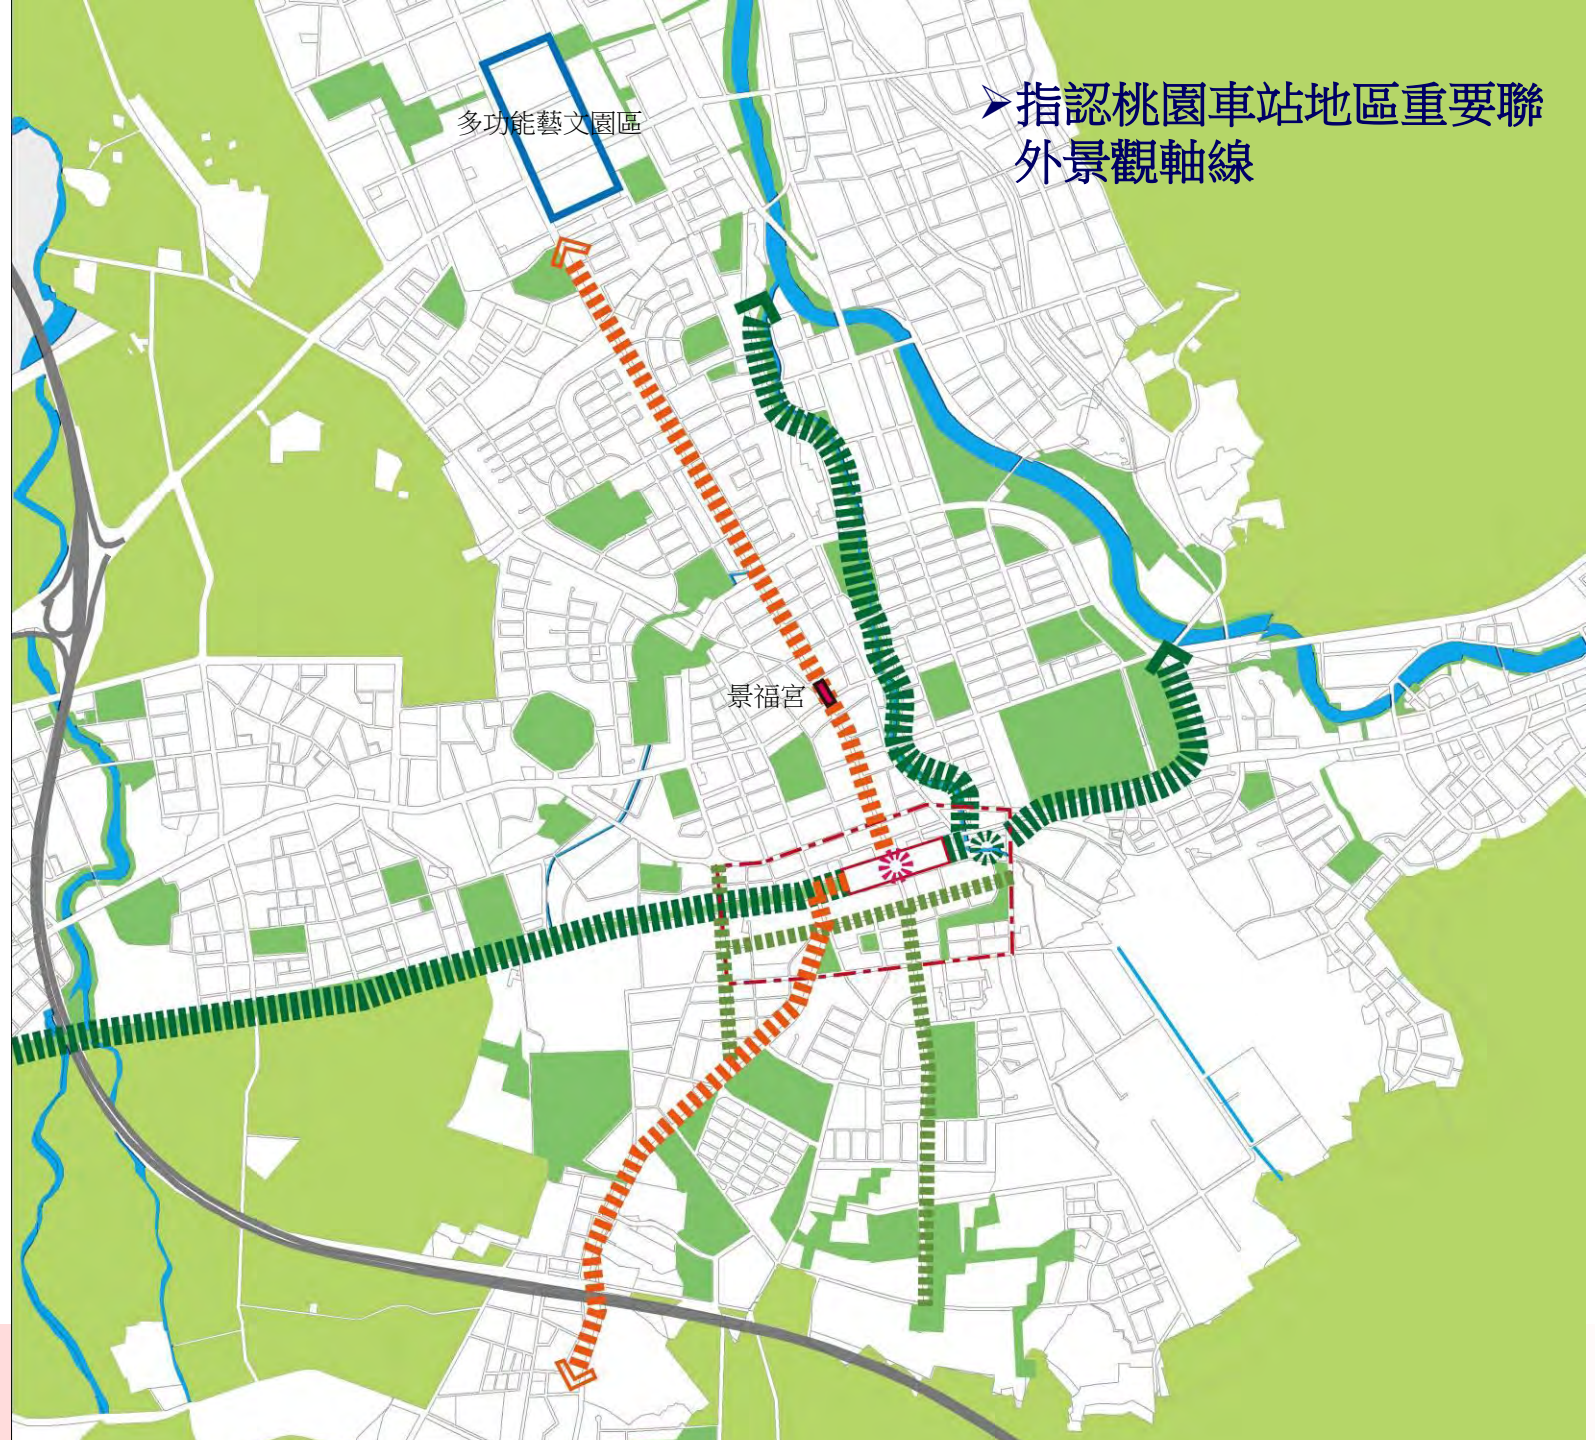 ➢指認桃園車站地區重要聯
外景觀軸線
多功能藝文園區
景福宮